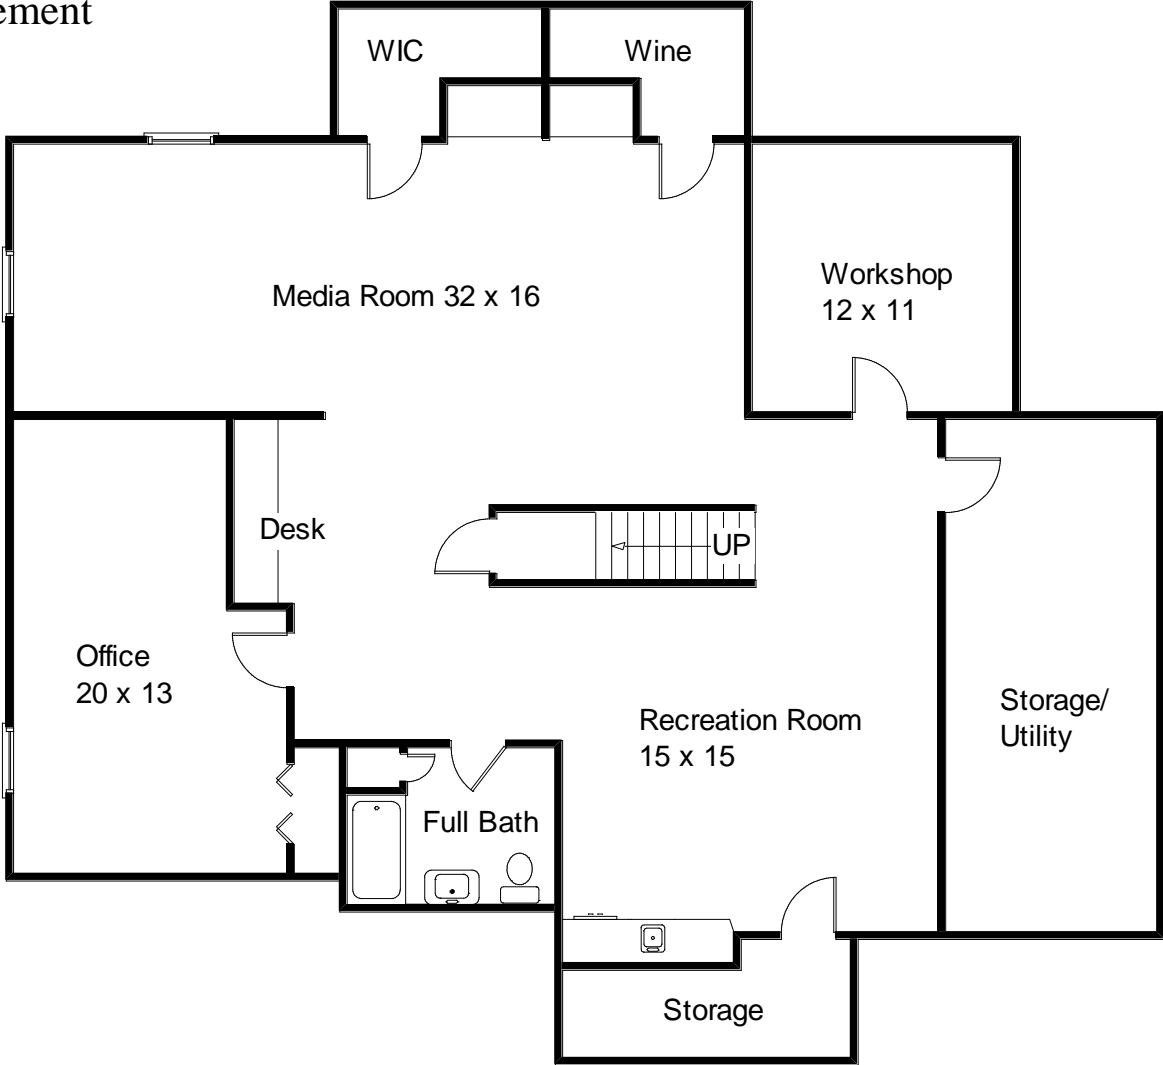 ement
WIC
Wine
Media Room 32 x 16
Workshop
12 x 11
Desk
UP
Office
20 x 13
Recreation Room
15 x 15
Storage/
Utility
Full Bath
Storage